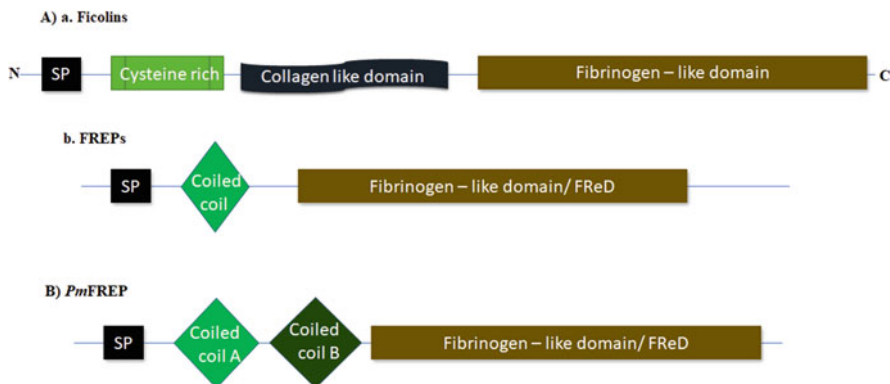 A) a. Ficolins
N SP Cysteine rich Collagen like domain Fibrinogen – like domain C
b. FREPs
SP Coiled coil Fibrinogen – like domain/ FReD
B) PmFREP
SP Coiled coil A Coiled coil B Fibrinogen – like domain/ FReD